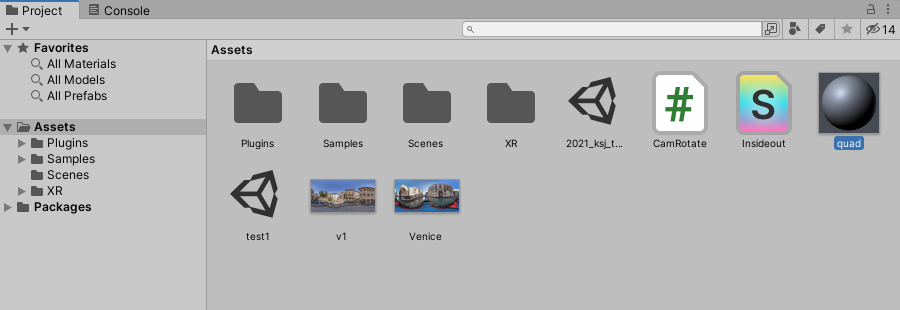 Project
Console
14
Favorites
All Materials
All Models
All Prefabs
Assets
Plugins
Samples
Scenes
XR
Packages
Assets
Plugins
Samples
Scenes
XR
2021_ksj_t...
#
CamRotate
S
Insideout
quad
test1
v1
Venice